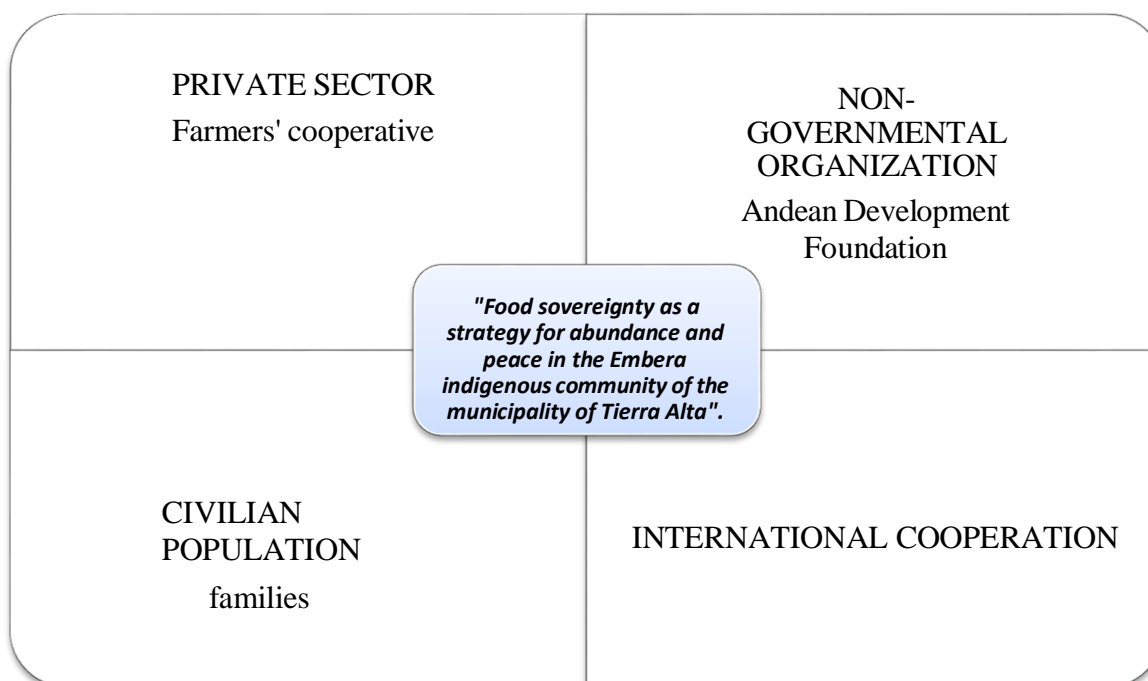 PRIVATE SECTOR
Farmers' cooperative
NON-
GOVERNMENTAL
ORGANIZATION
Andean Development
Foundation
"Food sovereignty as a
strategy for abundance and
peace in the Embera
indigenous community of the
municipality of Tierra Alta".
CIVILIAN
POPULATION
families
INTERNATIONAL COOPERATION